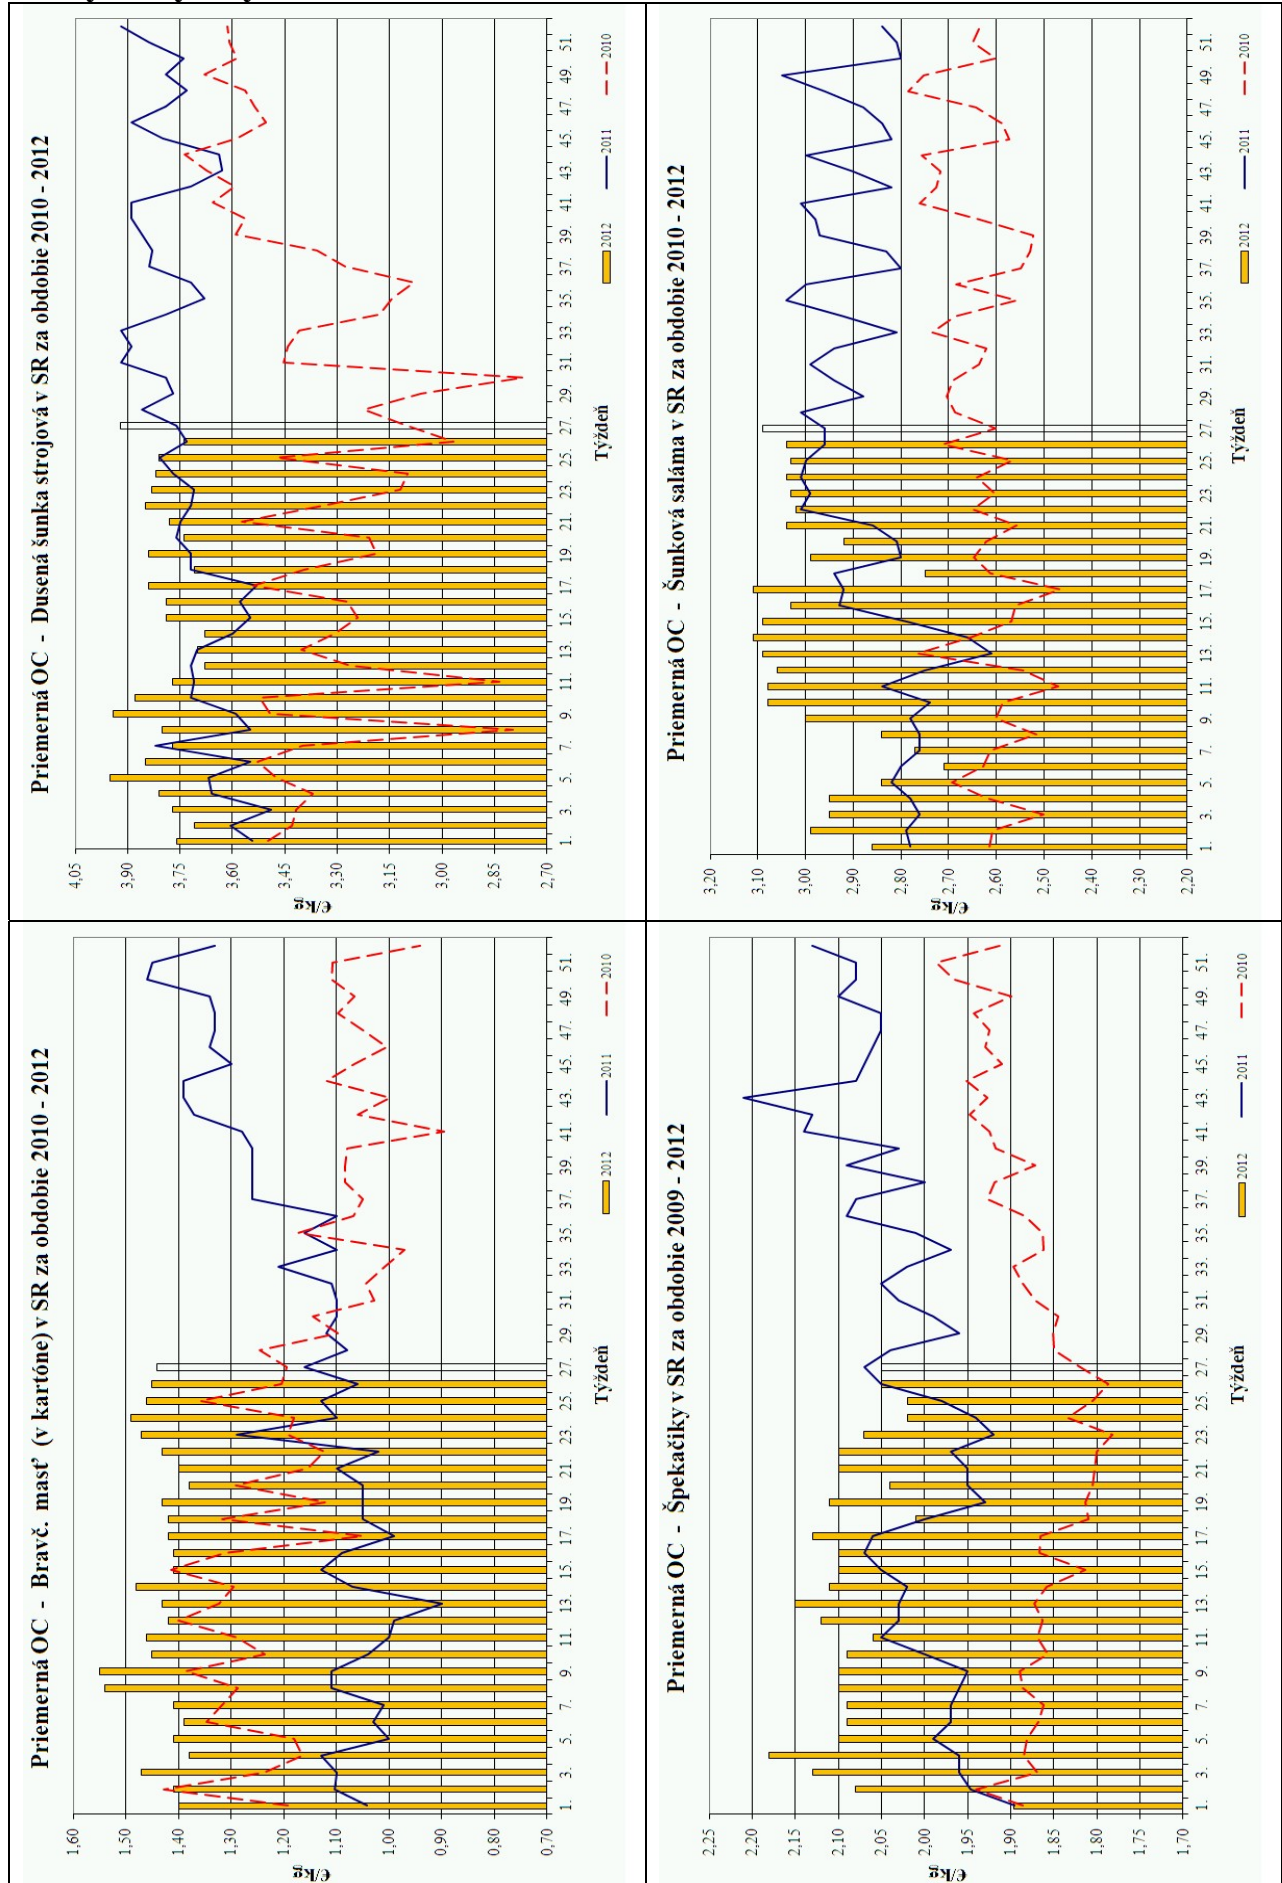 Priemerná OC - Bravč. masť (v kartóne) v SR za obdobie 2010 - 2012
€/kg
1,60
1,50
1,40
1,30
1,20
1,10
1,00
0,90
0,80
0,70
1. 3. 5. 7. 9. 11. 13. 15. 17. 19. 21. 23. 25. 27. 29. 31. 33. 35. 37. 39. 41. 43. 45. 47. 49. 51.
Týždeň
2012 2011 2010
Priemerná OC - Dusená šunka strojová v SR za obdobie 2010 - 2012
€/kg
4,05
3,90
3,75
3,60
3,45
3,30
3,15
3,00
2,85
2,70
1. 3. 5. 7. 9. 11. 13. 15. 17. 19. 21. 23. 25. 27. 29. 31. 33. 35. 37. 39. 41. 43. 45. 47. 49. 51.
Týždeň
2012 2011 2010
Priemerná OC - Špekačiky v SR za obdobie 2009 - 2012
€/kg
2,25
2,20
2,15
2,10
2,05
2,00
1,95
1,90
1,85
1,80
1,75
1,70
1. 3. 5. 7. 9. 11. 13. 15. 17. 19. 21. 23. 25. 27. 29. 31. 33. 35. 37. 39. 41. 43. 45. 47. 49. 51.
Týždeň
2012 2011 2010
Priemerná OC - Šunková saláma v SR za obdobie 2010 - 2012
€/kg
3,20
3,10
3,00
2,90
2,80
2,70
2,60
2,50
2,40
2,30
2,20
1. 3. 5. 7. 9. 11. 13. 15. 17. 19. 21. 23. 25. 27. 29. 31. 33. 35. 37. 39. 41. 43. 45. 47. 49. 51.
Týždeň
2012 2011 2010